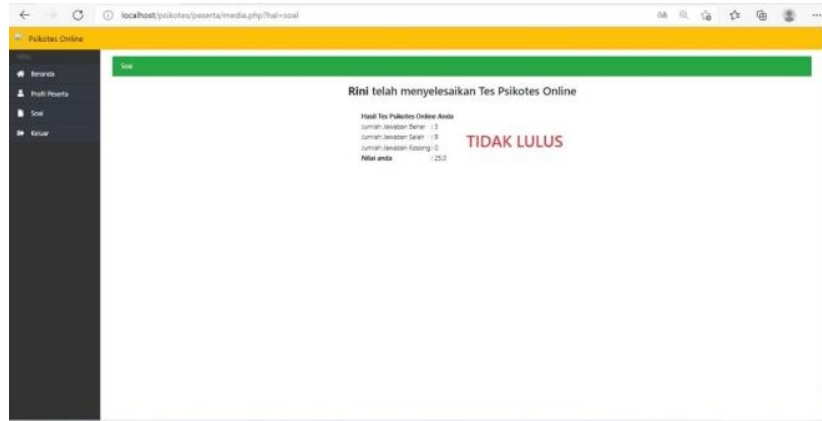 localhost/psikotes/peserta/media.php?hal=soal
Psikotes Online
MENU
Beranda
Profil Peserta
Soal
Keluar
Soal
Rini telah menyelesaikan Tes Psikotes Online
Hasil Tes Psikotes Online Anda
Jumlah Jawaban Benar : 3
Jumlah Jawaban Salah : 9
Jumlah Jawaban Kosong : 0
Nilai anda : 25.0
TIDAK LULUS